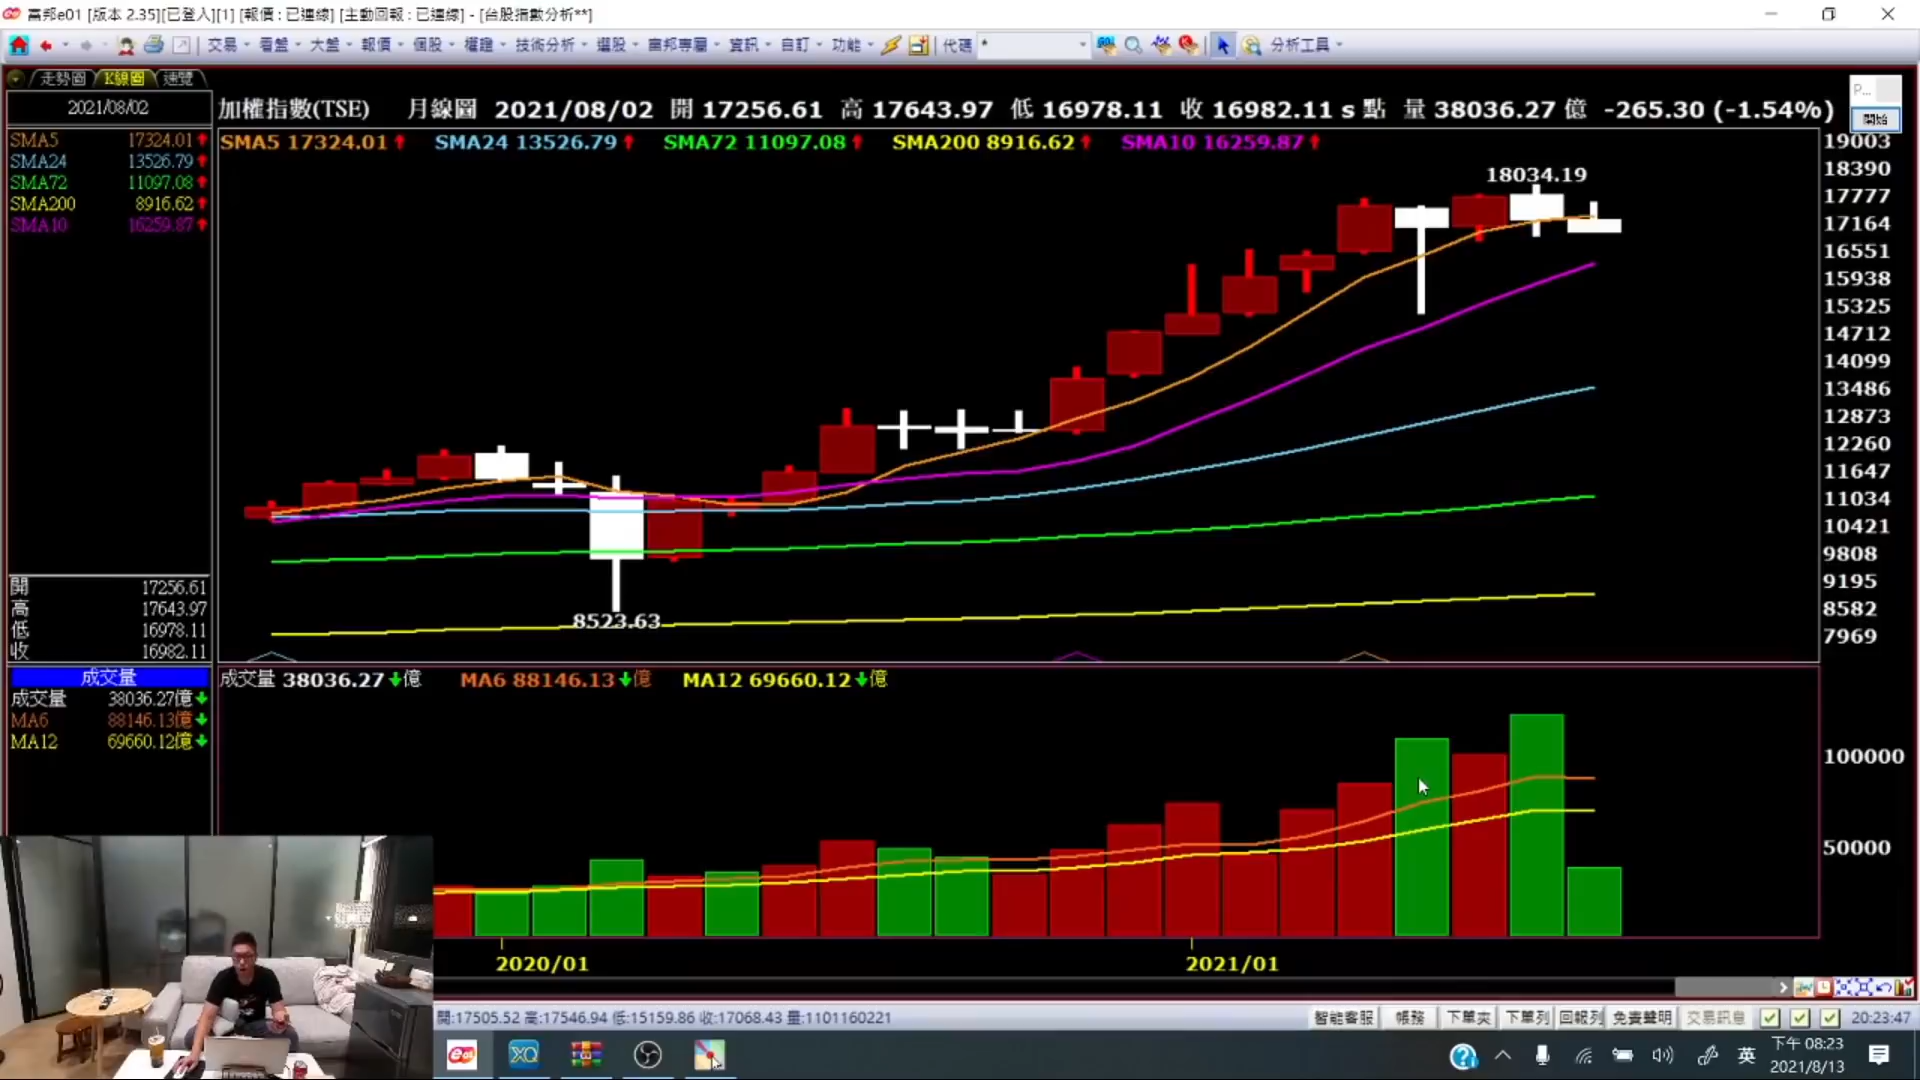 富邦e01 [版本 2.35][已登入][1] [報價 : 已連線] [主動回報 : 已連線] - [台股指數分析**]
交易 看盤 大盤 報價 個股 權證 技術分析 選股 富邦專屬 資訊 自訂 功能 代碼 * 分析工具
走勢圖 K線圖 速覽
P...
開始
2021/08/02
加權指數(TSE) 月線圖 2021/08/02 開 17256.61 高 17643.97 低 16978.11 收 16982.11 s 點 量 38036.27 億 -265.30 (-1.54%)
SMA5 17324.01
SMA24 13526.79
SMA72 11097.08
SMA200 8916.62
SMA10 16259.87
SMA5 17324.01 SMA24 13526.79 SMA72 11097.08 SMA200 8916.62 SMA10 16259.87
18034.19
8523.63
19003
18390
17777
17164
16551
15938
15325
14712
14099
13486
12873
12260
11647
11034
10421
9808
9195
8582
7969
開 17256.61
高 17643.97
低 16978.11
收 16982.11
成交量
成交量 38036.27億
MA6 88146.13億
MA12 69660.12億
成交量 38036.27 億 MA6 88146.13 億 MA12 69660.12 億
100000
50000
2020/01 2021/01
開:17505.52 高:17546.94 低:15159.86 收:17068.43 量:1101160221
智能客服 帳務 下單夾 下單列 回報列 免責聲明 交易訊息 20:23:47
e01 XQ
英
下午 08:23
2021/8/13